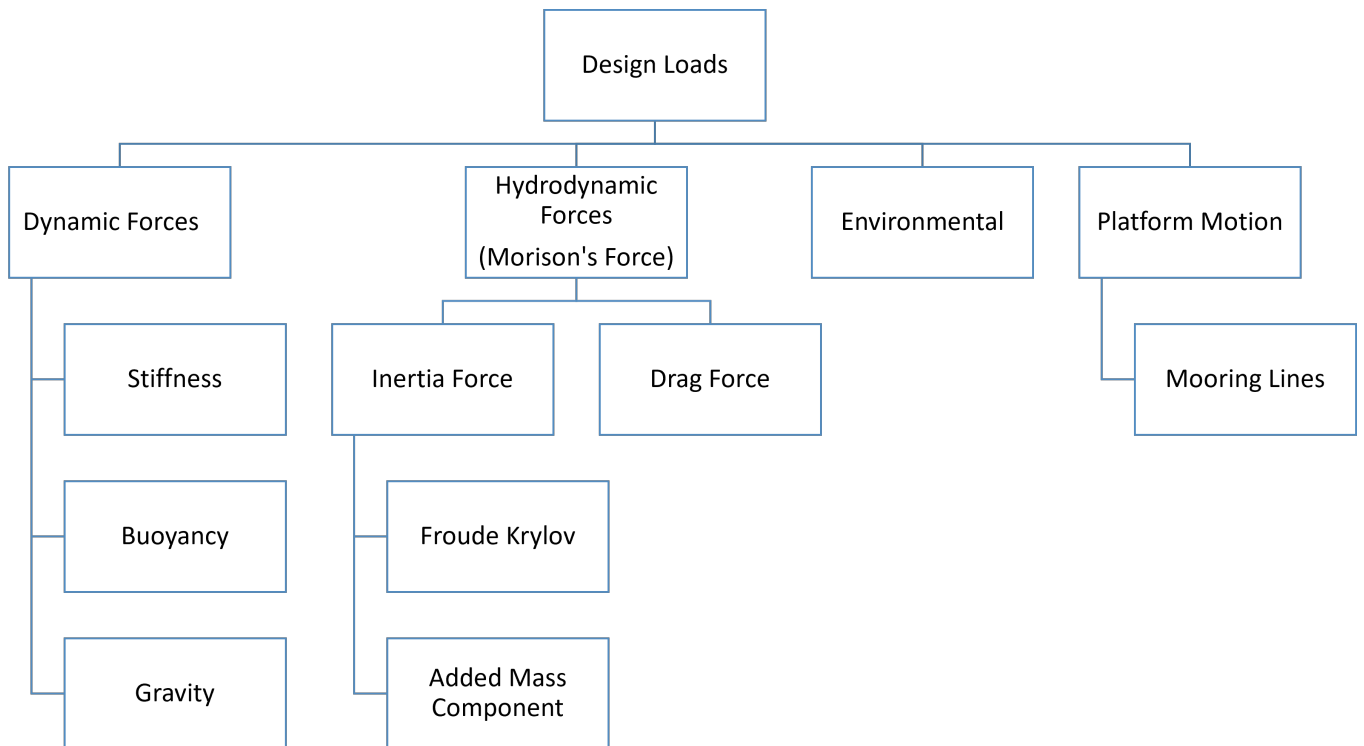 Design Loads
Dynamic Forces
Hydrodynamic
Forces
(Morison's Force)
Environmental
Platform Motion
Stiffness
Inertia Force
Drag Force
Mooring Lines
Buoyancy
Froude Krylov
Gravity
Added Mass
Component